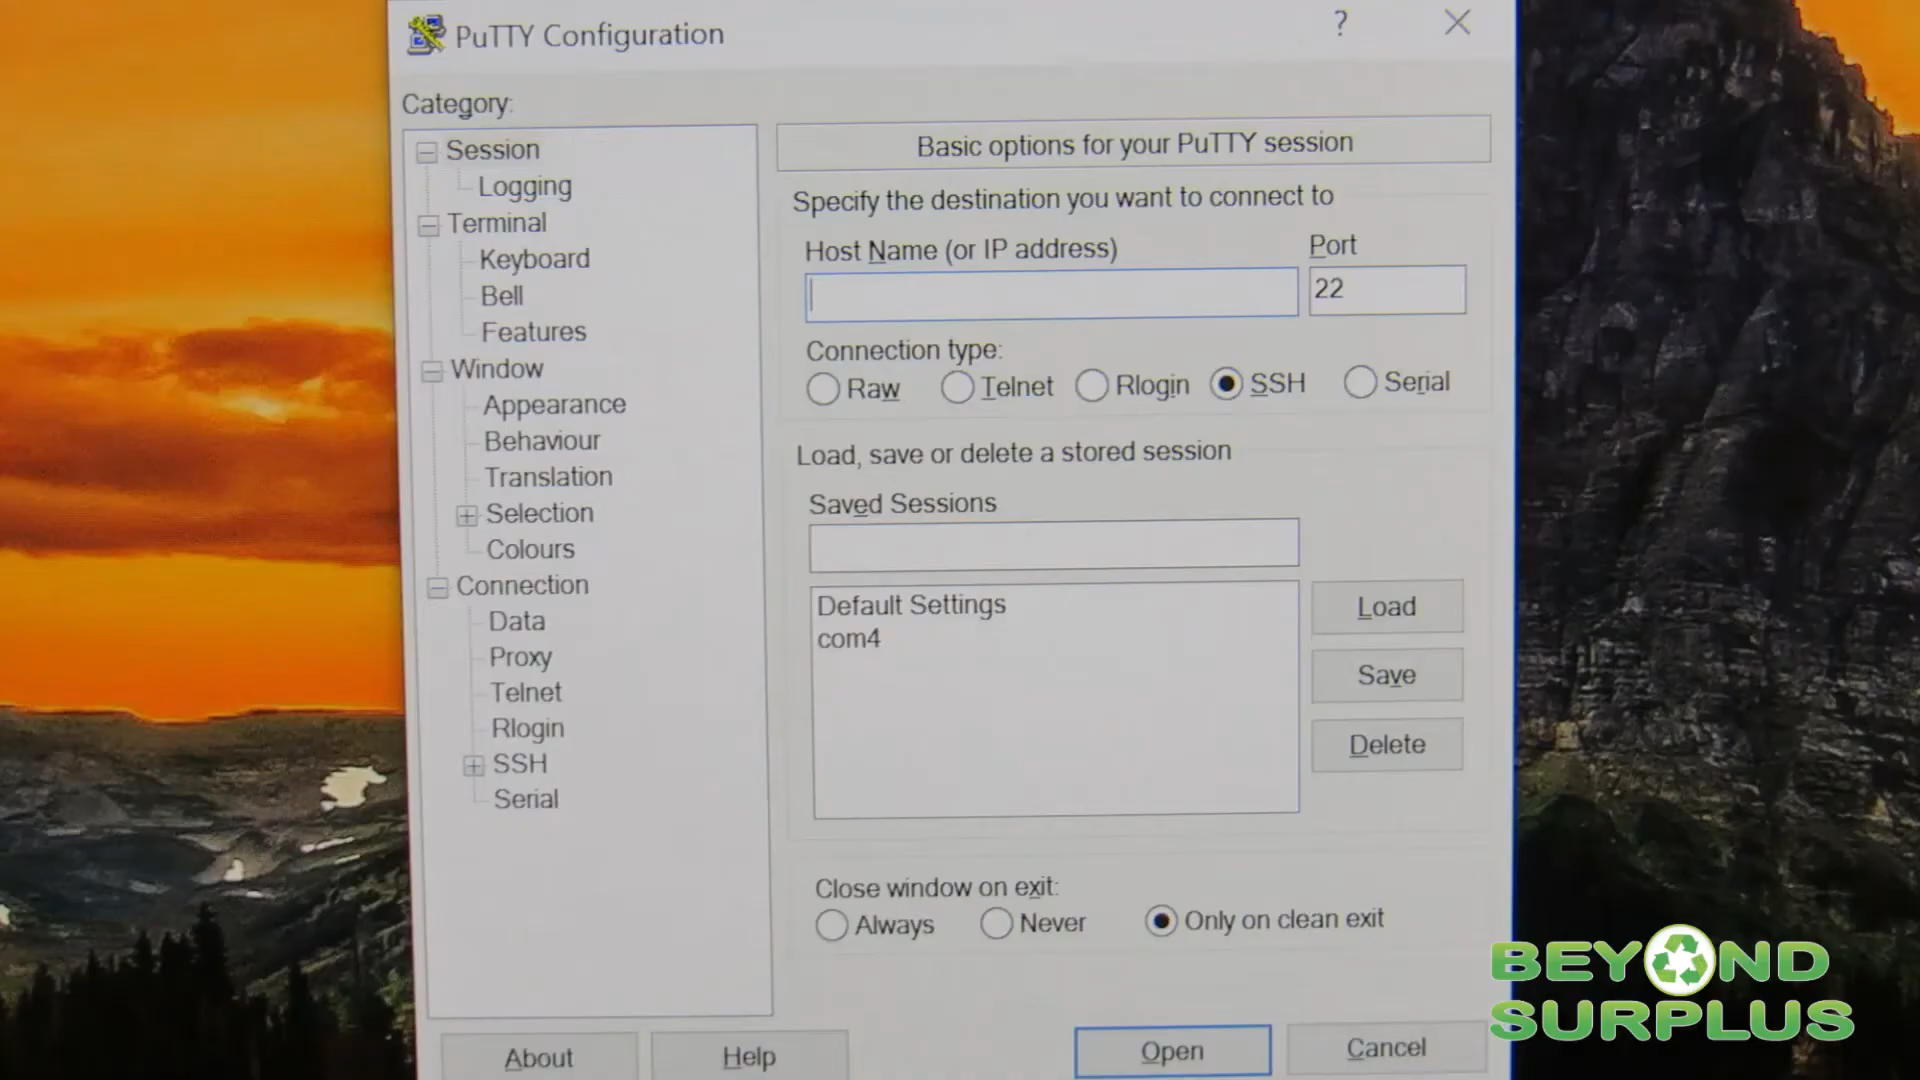 PuTTY Configuration
?
Category:
Session
Logging
Terminal
Keyboard
Bell
Features
Window
Appearance
Behaviour
Translation
Selection
Colours
Connection
Data
Proxy
Telnet
Rlogin
SSH
Serial
About
Help
Basic options for your PuTTY session
Specify the destination you want to connect to
Host Name (or IP address)
Port
22
Connection type:
Raw Telnet Rlogin SSH Serial
Load, save or delete a stored session
Saved Sessions
Default Settings
com4
Load
Save
Delete
Close window on exit:
Always Never Only on clean exit
Open
Cancel
BEYOND
SURPLUS